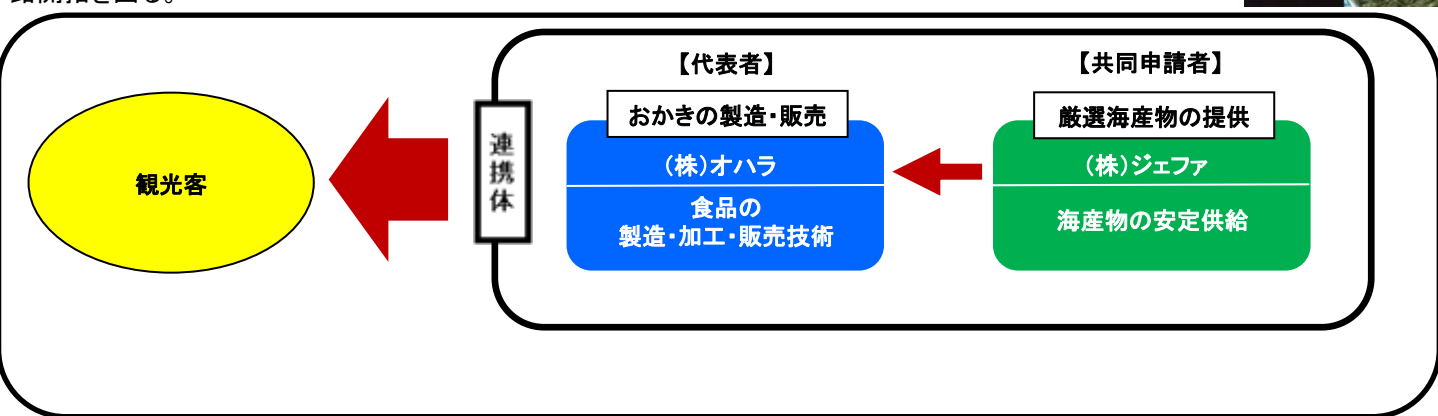 【代表者】
【共同申請者】
おかきの製造・販売
厳選海産物の提供
連携体
観光客
(株)オハラ
(株)ジェファ
食品の
製造・加工・販売技術
海産物の安定供給